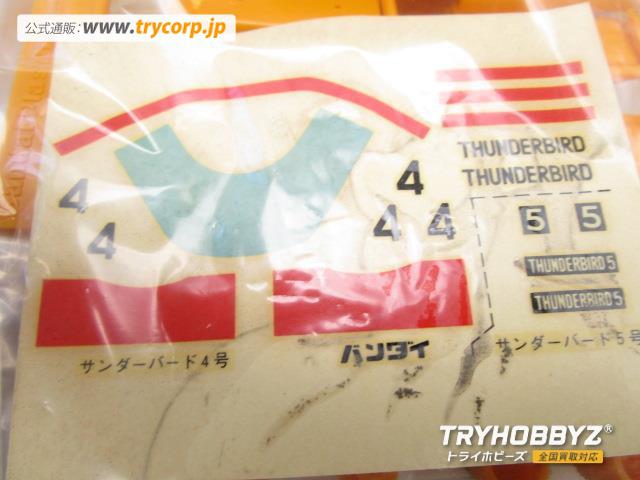 公式通販：www.trycorp.jp
THUNDERBIRD
THUNDERBIRD
4
4
4
4
4
5
5
THUNDERBIRD 5
THUNDERBIRD 5
サンダーバード4号
バンダイ
サンダーバード5号
TRYHOBBYZ®
トライホビーズ 全国買取対応